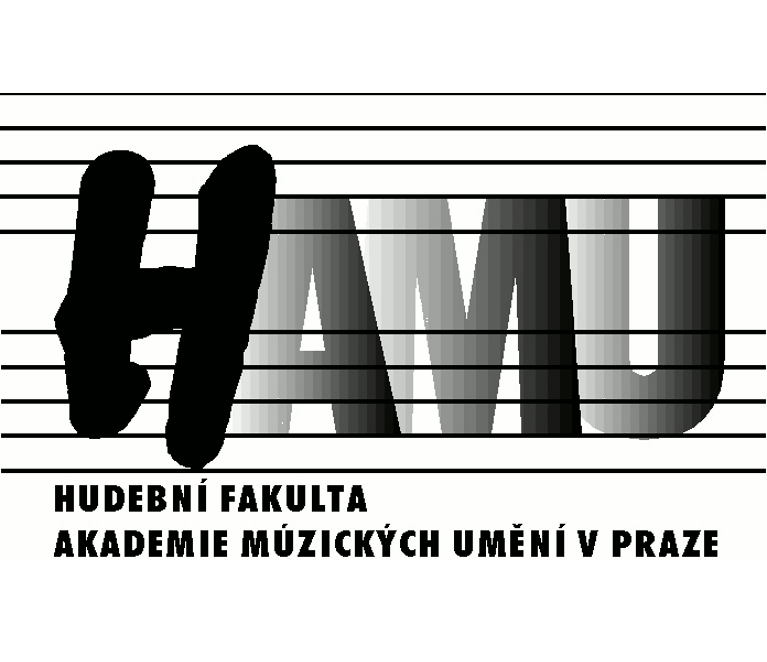 HAMU
HUDEBNÍ FAKULTA
AKADEMIE MÚZICKÝCH UMĚNÍ V PRAZE